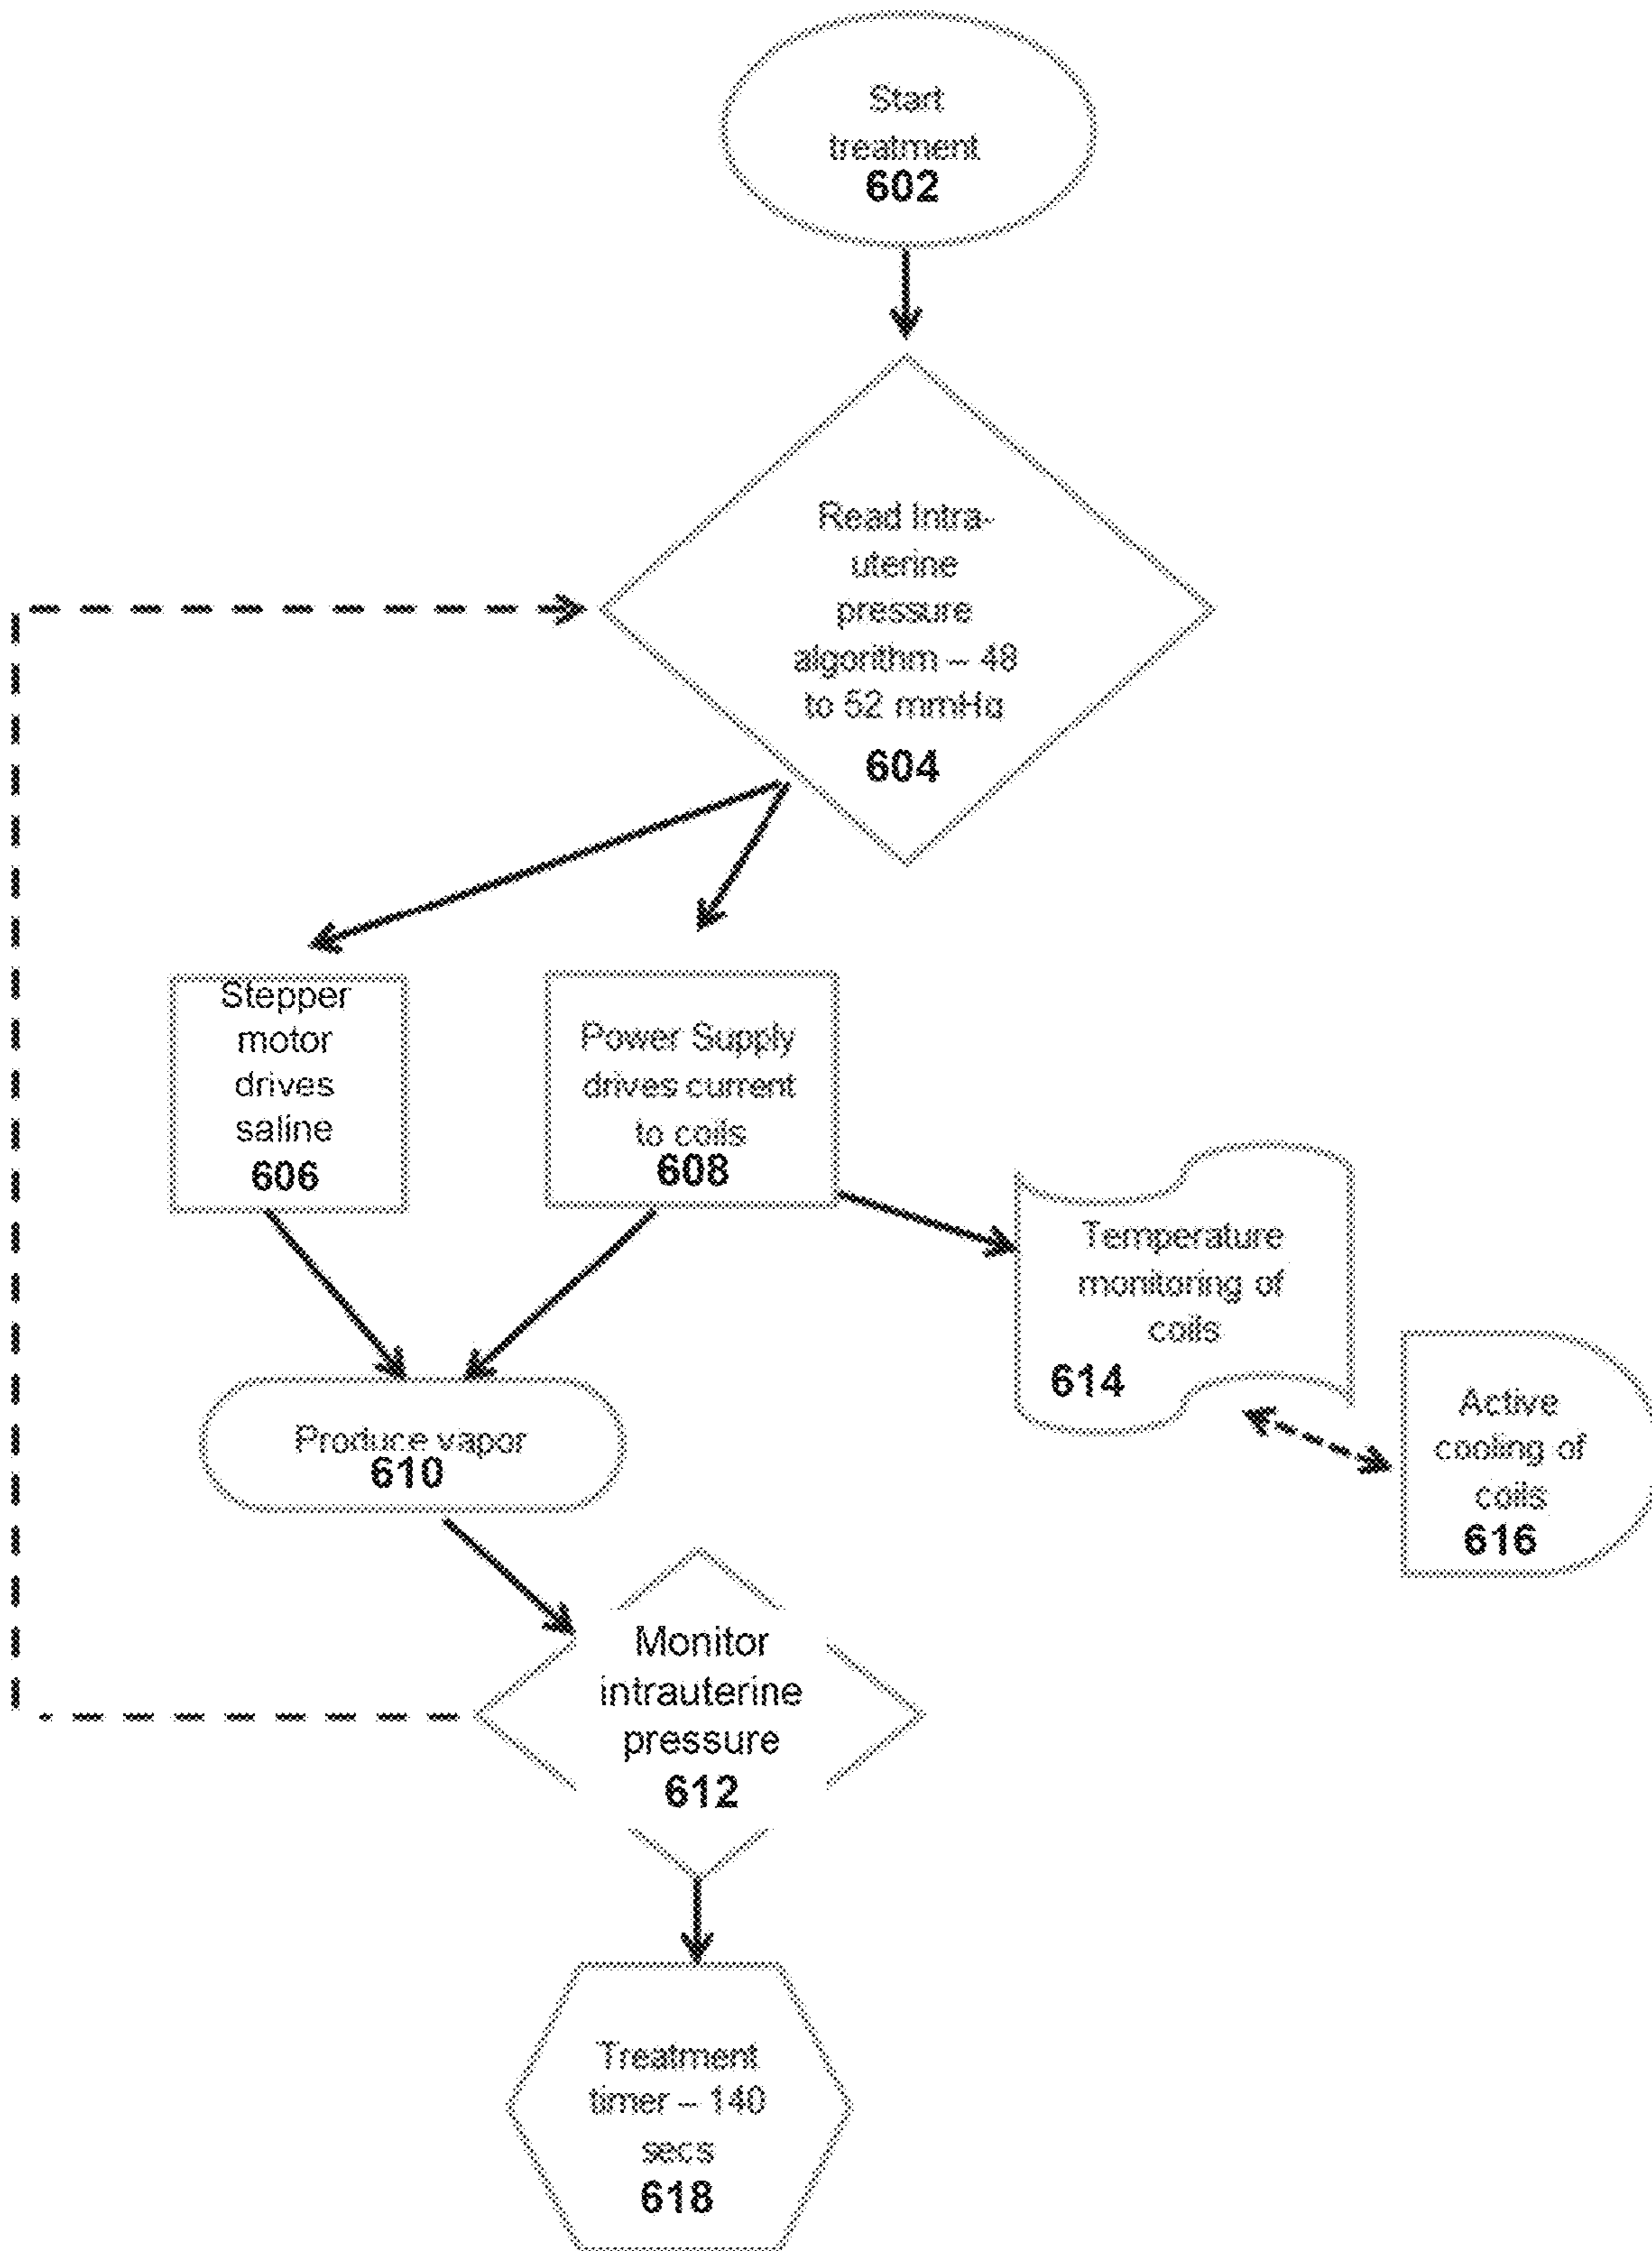 Start
treatment
602
Read Intra-
uterine
pressure
algorithm – 48
to 52 mmHg
604
Stepper
motor
drives
saline
606
Power Supply
drives current
to coils
608
Temperature
monitoring of
coils
614
Active
cooling of
coils
616
Produce vapor
610
Monitor
intrauterine
pressure
612
Treatment
timer – 140
secs
618